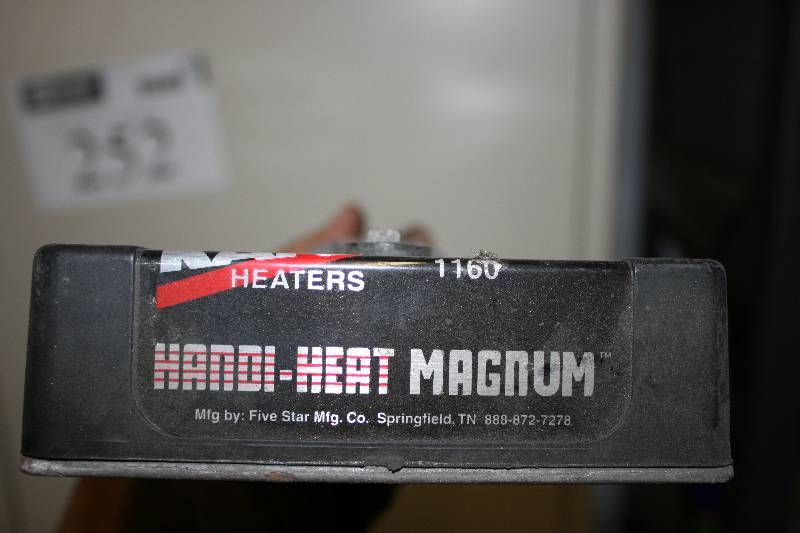 252
HEATERS 1160
HANDI-HEAT MAGNUM™
Mfg by: Five Star Mfg. Co. Springfield, TN 888-872-7278